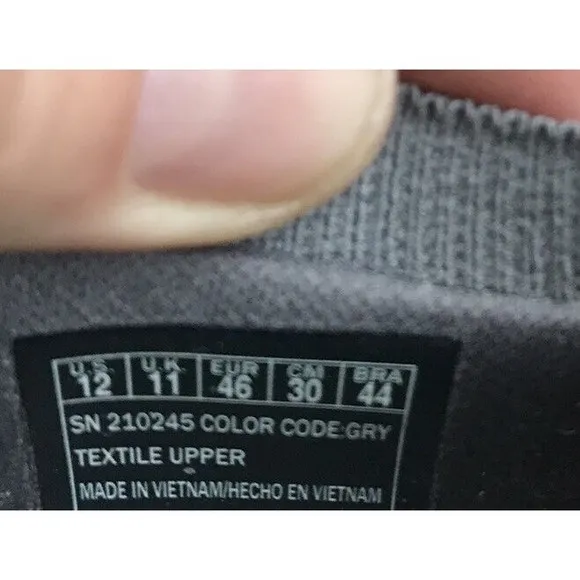 U.S. U.K. EUR CM BRA
12 11 46 30 44
SN 210245 COLOR CODE:GRY
TEXTILE UPPER
MADE IN VIETNAM/HECHO EN VIETNAM